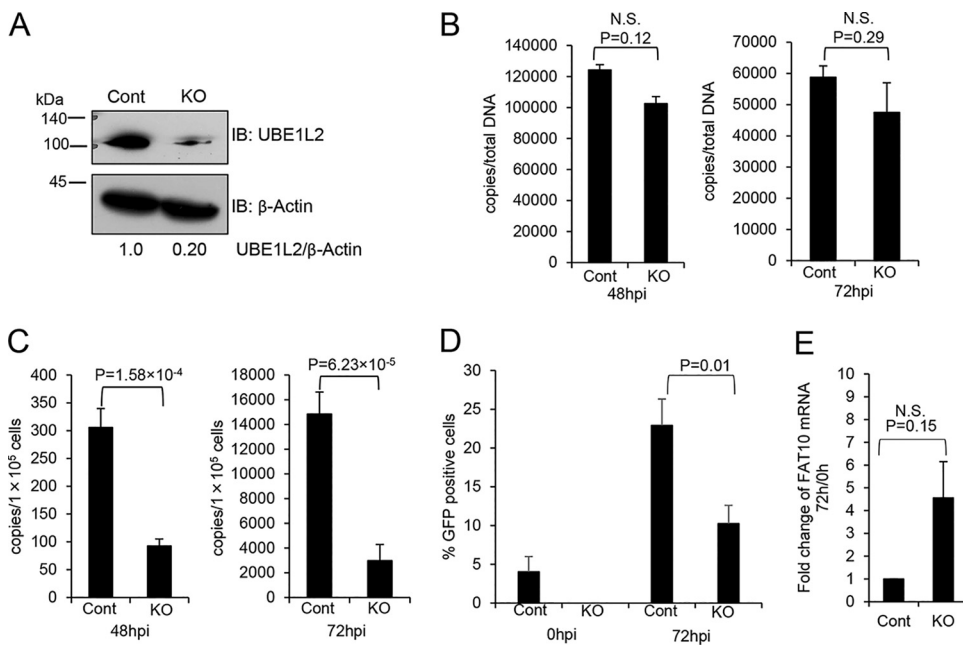 A
kDa
Cont KO
140
100
IB: UBE1L2
45
IB: β-Actin
1.0 0.20 UBE1L2/β-Actin
B
N.S.
P=0.12
copies/total DNA
140000
120000
100000
80000
60000
40000
20000
0
Cont KO
48hpi
N.S.
P=0.29
copies/total DNA
70000
60000
50000
40000
30000
20000
10000
0
Cont KO
72hpi
C
P=1.58×10-4
copies/1 × 10⁵ cells
400
350
300
250
200
150
100
50
0
Cont KO
48hpi
P=6.23×10-5
copies/1 × 10⁵ cells
18000
16000
14000
12000
10000
8000
6000
4000
2000
0
Cont KO
72hpi
D
P=0.01
% GFP positive cells
30
25
20
15
10
5
0
Cont KO Cont KO
0hpi 72hpi
E
N.S.
P=0.15
Fold change of FAT10 mRNA
72h/0h
10
9
8
7
6
5
4
3
2
1
0
Cont KO